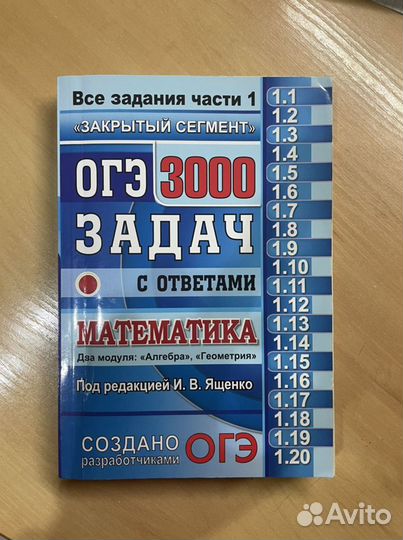 Все задания части 1
«ЗАКРЫТЫЙ СЕГМЕНТ»
ОГЭ 3000
ЗАДАЧ
С ОТВЕТАМИ
МАТЕМАТИКА
Два модуля: «Алгебра», «Геометрия»
Под редакцией И. В. Ященко
СОЗДАНО
разработчиками
ОГЭ
1.1
1.2
1.3
1.4
1.5
1.6
1.7
1.8
1.9
1.10
1.11
1.12
1.13
1.14
1.15
1.16
1.17
1.18
1.19
1.20
Avito